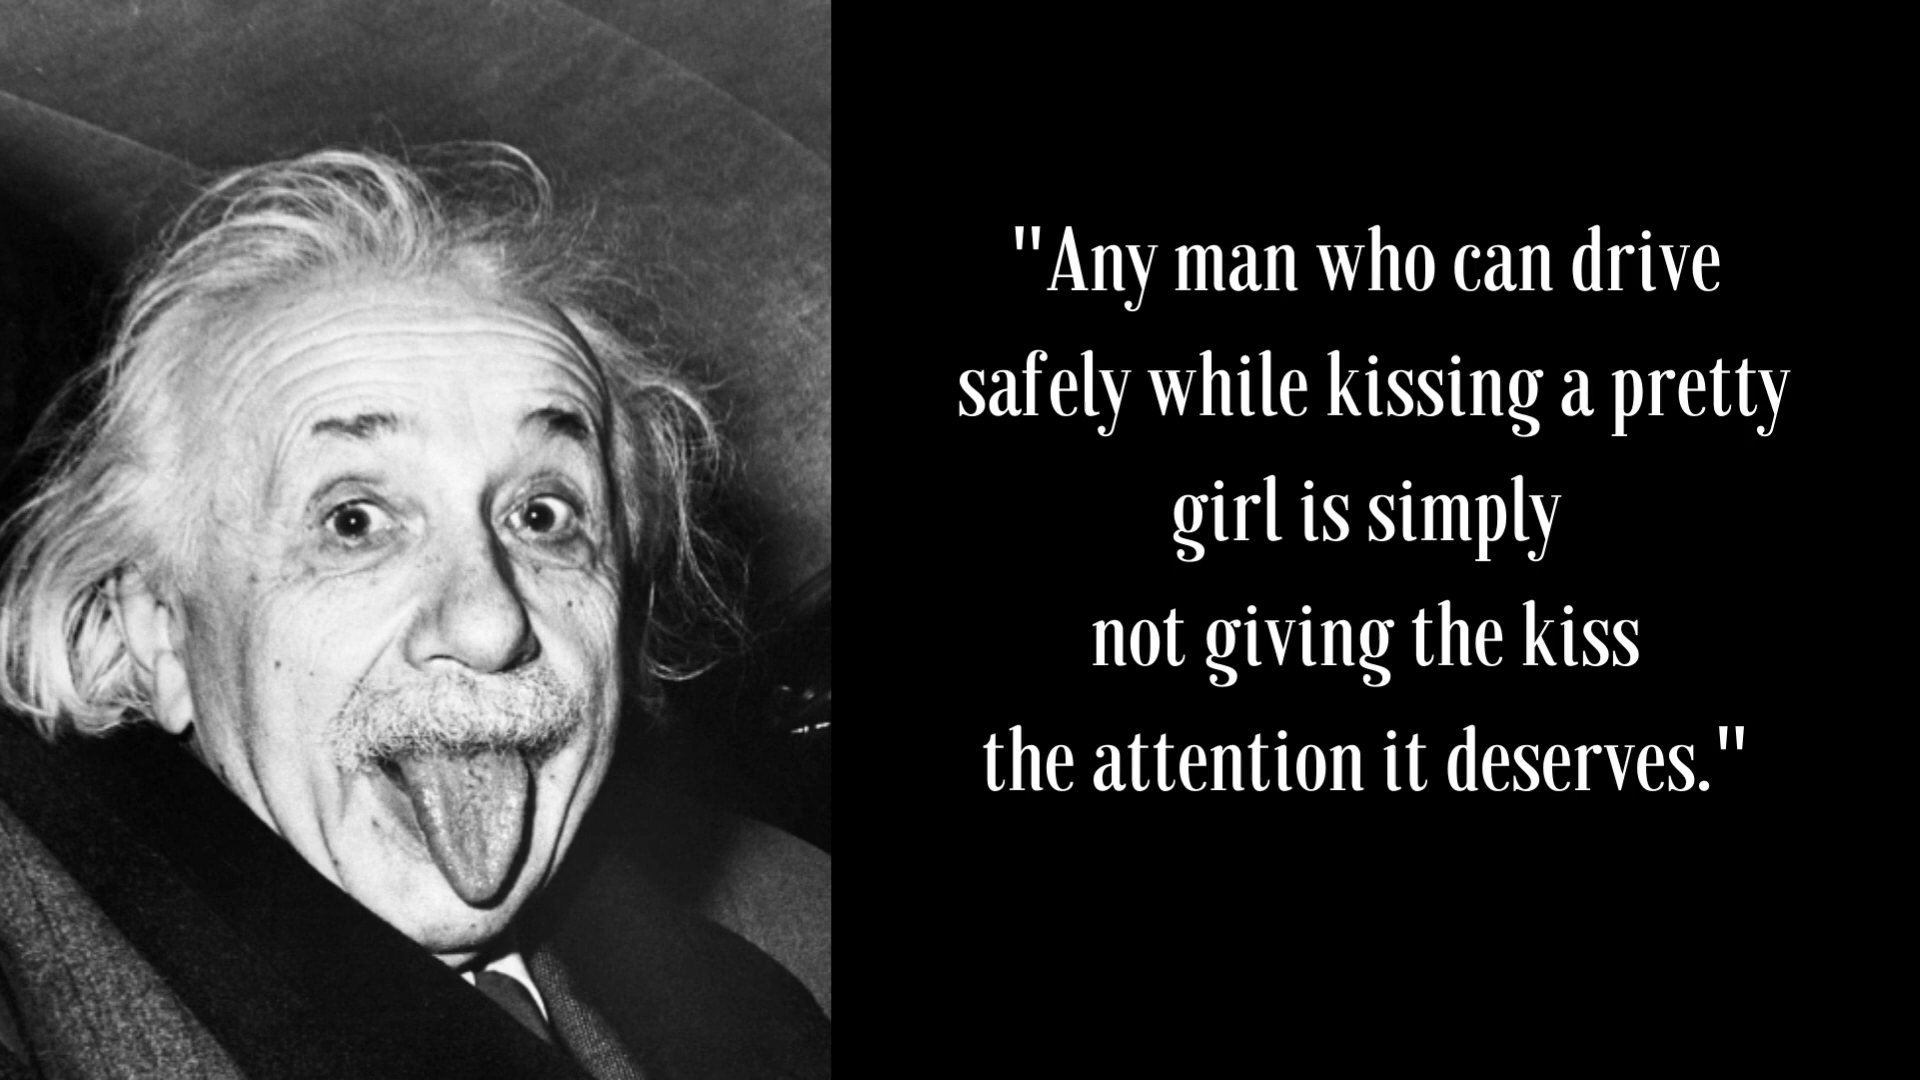 "Any man who can drive
safely while kissing a pretty
girl is simply
not giving the kiss
the attention it deserves."